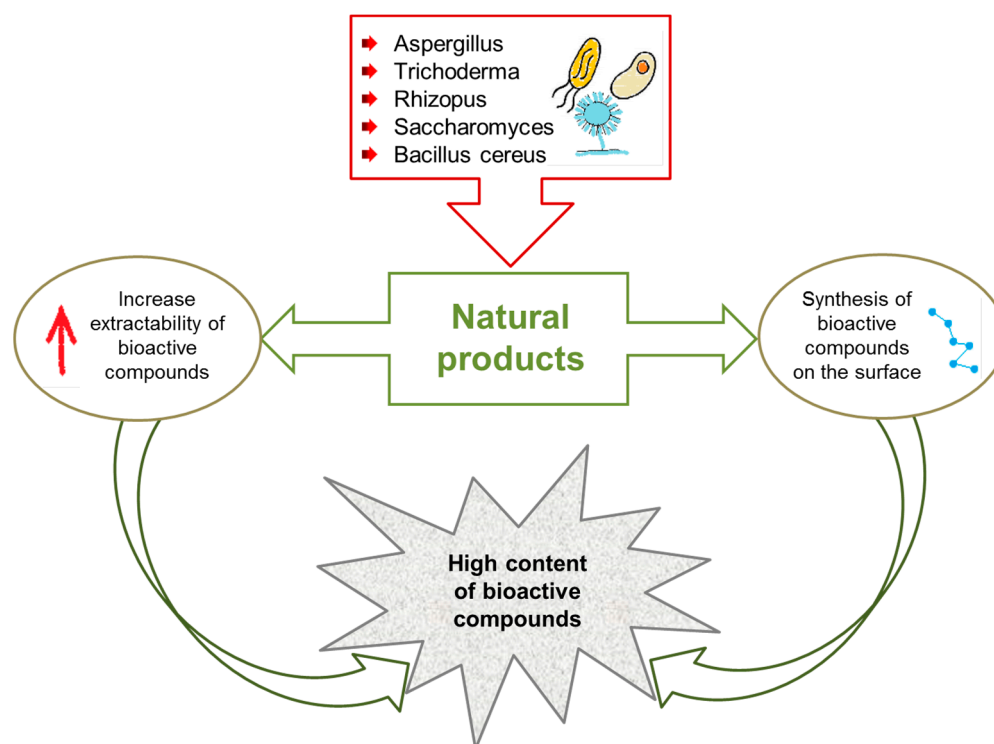 Aspergillus
Trichoderma
Rhizopus
Saccharomyces
Bacillus cereus
Natural
products
Increase
extractability of
bioactive
compounds
Synthesis of
bioactive
compounds
on the surface
High content
of bioactive
compounds